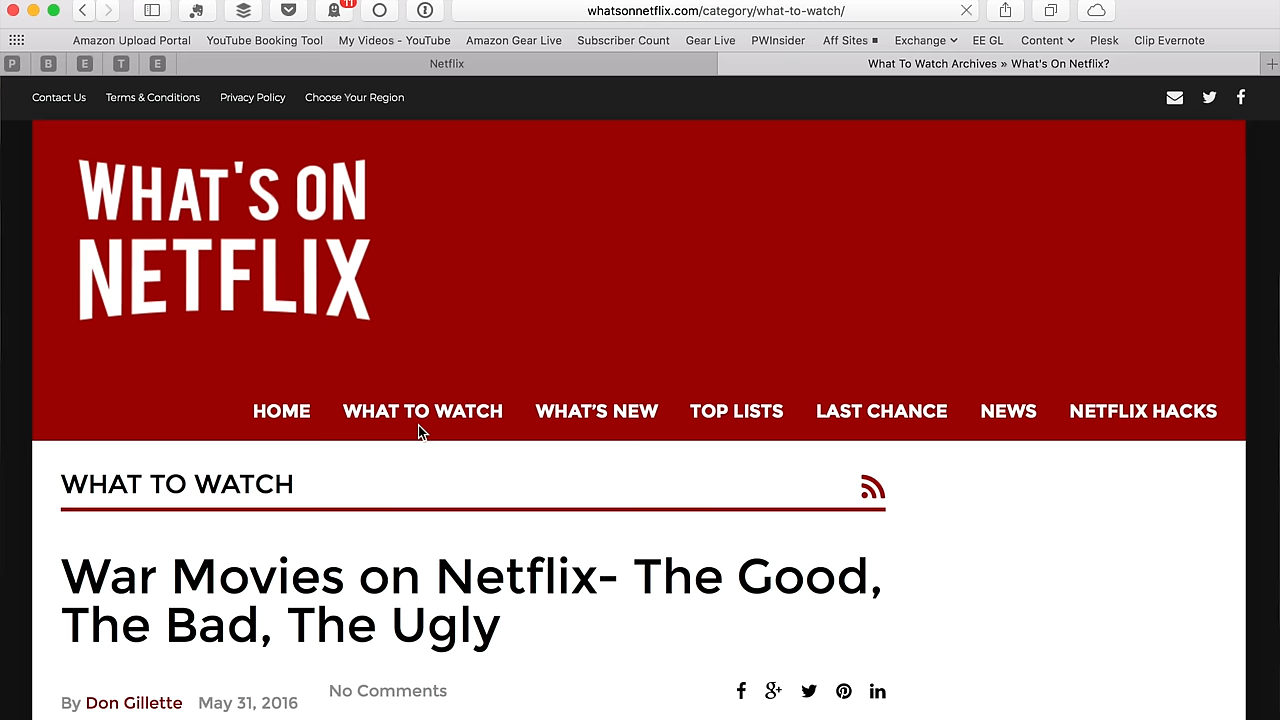 11
whatsonnetflix.com/category/what-to-watch/
Amazon Upload Portal YouTube Booking Tool My Videos - YouTube Amazon Gear Live Subscriber Count Gear Live PWInsider Aff Sites Exchange EE GL Content Plesk Clip Evernote
P B E T E Netflix What To Watch Archives » What's On Netflix?
Contact Us Terms & Conditions Privacy Policy Choose Your Region
WHAT'S ON
NETFLIX
HOME WHAT TO WATCH WHAT'S NEW TOP LISTS LAST CHANCE NEWS NETFLIX HACKS
WHAT TO WATCH
War Movies on Netflix- The Good,
The Bad, The Ugly
By Don Gillette May 31, 2016 No Comments